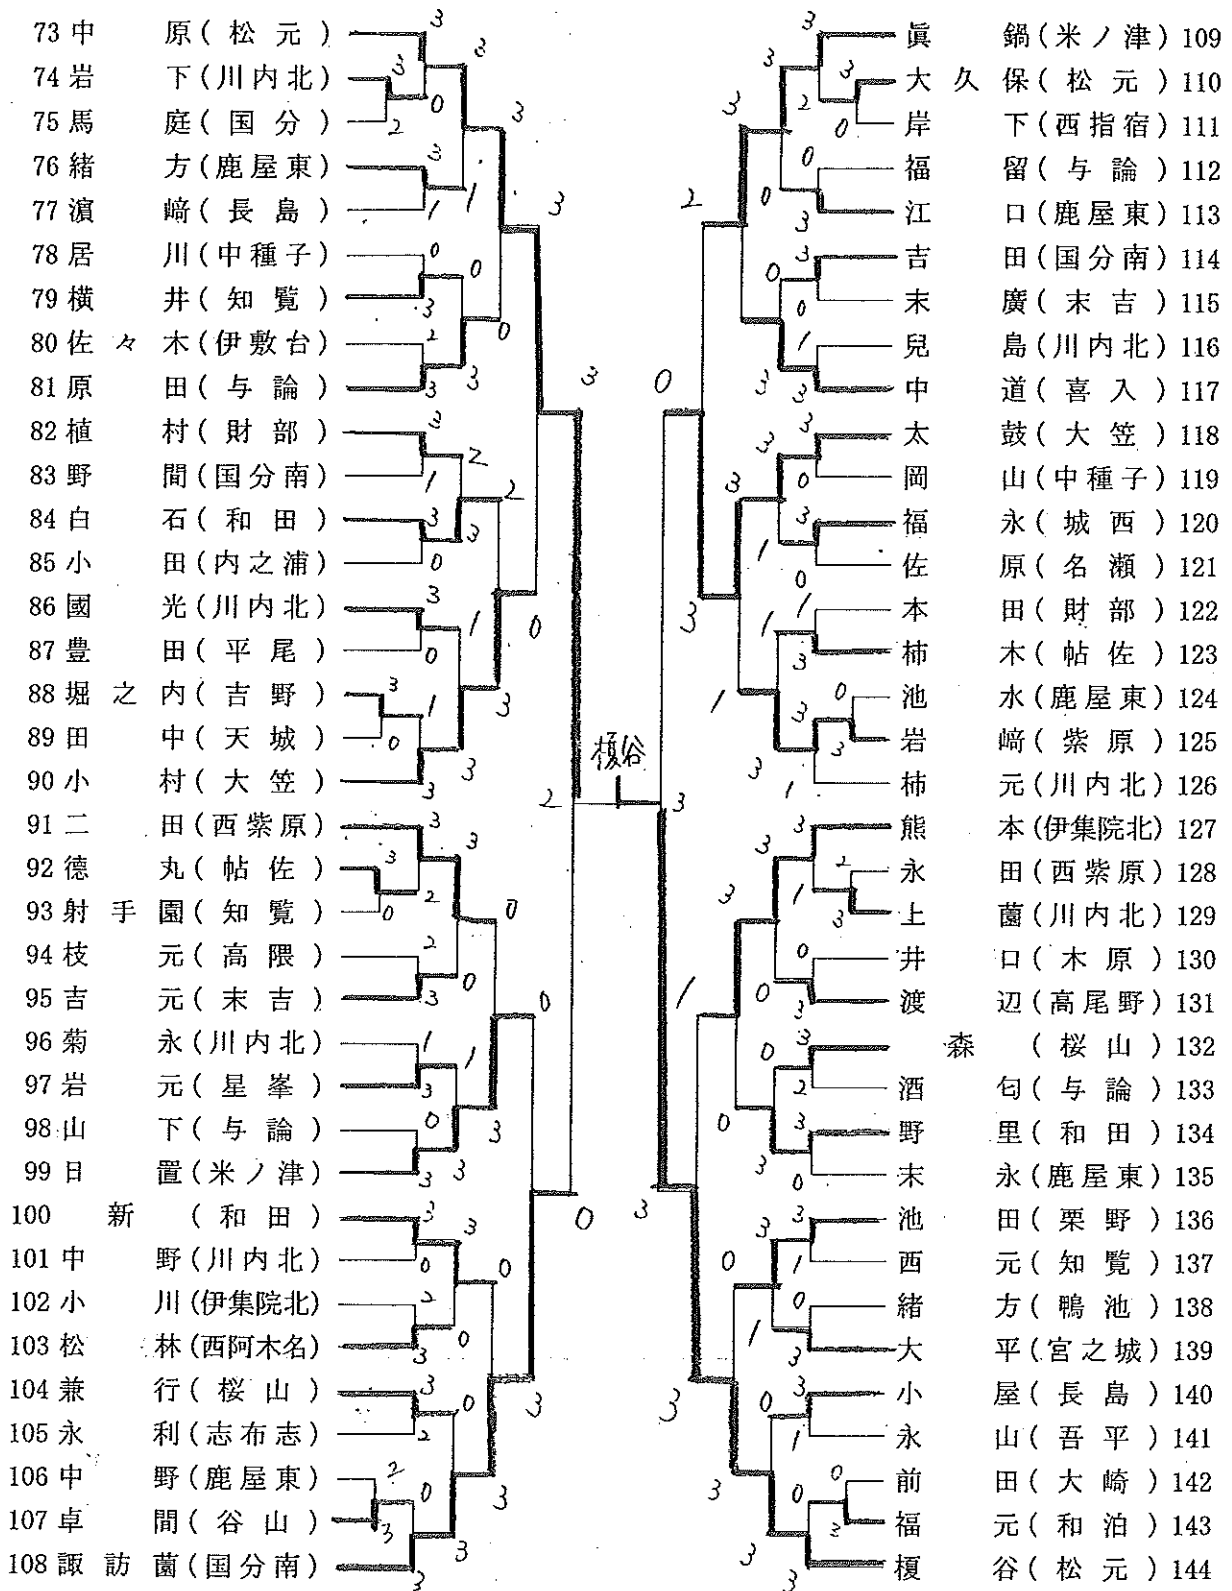 73 中原(松元)
74 岩下(川内北)
75 馬庭(国分)
76 緒方(鹿屋東)
77 濵﨑(長島)
78 居川(中種子)
79 横井(知覧)
80 佐々木(伊敷台)
81 原田(与論)
82 植村(財部)
83 野間(国分南)
84 白石(和田)
85 小田(内之浦)
86 國光(川内北)
87 豊田(平尾)
88 堀之内(吉野)
89 田中(天城)
90 小村(大笠)
91 二田(西紫原)
92 德丸(帖佐)
93 射手園(知覧)
94 枝元(高隈)
95 吉元(末吉)
96 菊永(川内北)
97 岩元(星峯)
98 山下(与論)
99 日置(米ノ津)
100 新(和田)
101 中野(川内北)
102 小川(伊集院北)
103 松林(西阿木名)
104 兼行(桜山)
105 永利(志布志)
106 中野(鹿屋東)
107 卓間(谷山)
108 諏訪薗(国分南)
榎谷
眞鍋(米ノ津) 109
大久保(松元) 110
岸下(西指宿) 111
福留(与論) 112
江口(鹿屋東) 113
吉田(国分南) 114
末廣(末吉) 115
兒島(川内北) 116
中道(喜入) 117
太鼓(大笠) 118
岡山(中種子) 119
福永(城西) 120
佐原(名瀬) 121
本田(財部) 122
柿木(帖佐) 123
池水(鹿屋東) 124
岩﨑(紫原) 125
柿元(川内北) 126
熊本(伊集院北) 127
永田(西紫原) 128
上薗(川内北) 129
井口(木原) 130
渡辺(高尾野) 131
森(桜山) 132
酒匂(与論) 133
野里(和田) 134
末永(鹿屋東) 135
池田(栗野) 136
西元(知覧) 137
緒方(鴨池) 138
大平(宮之城) 139
小屋(長島) 140
永山(吾平) 141
前田(大崎) 142
福元(和泊) 143
榎谷(松元) 144